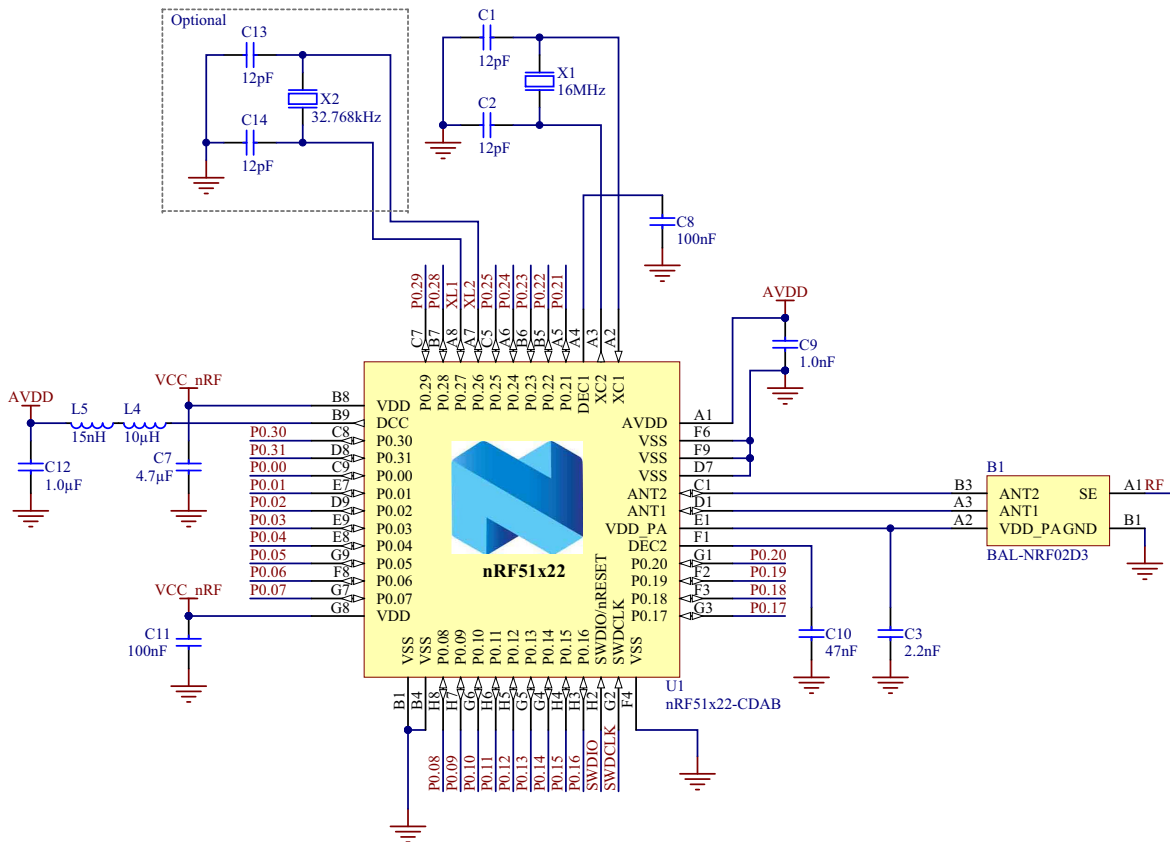 Optional
C13
12pF
X2
32.768kHz
C14
12pF
C1
12pF
X1
16MHz
C2
12pF
C8
100nF
P0.29
P0.28
XL1
XL2
P0.25
P0.24
P0.23
P0.22
P0.21
C7
B7
A8
A7
C5
A6
B6
B5
A5
A4
A3
A2
P0.29
P0.28
P0.27
P0.26
P0.25
P0.24
P0.23
P0.22
P0.21
DEC1
XC2
XC1
AVDD
C9
1.0nF
AVDD
L5
15nH
L4
10µH
C12
1.0µF
VCC_nRF
C7
4.7µF
B8 VDD
B9 DCC
P0.30 C8 P0.30
P0.31 D8 P0.31
P0.00 C9 P0.00
P0.01 E7 P0.01
P0.02 D9 P0.02
P0.03 E9 P0.03
P0.04 E8 P0.04
P0.05 G9 P0.05
P0.06 F8 P0.06
P0.07 G7 P0.07
G8 VDD
VCC_nRF
C11
100nF
nRF51x22
AVDD A1
VSS F6
VSS F9
VSS D7
ANT2 C1
ANT1 D1
VDD_PA E1
DEC2 F1
P0.20 G1 P0.20
P0.19 F2 P0.19
P0.18 F3 P0.18
P0.17 G3 P0.17
B1
B3 ANT2 SE A1 RF
A3 ANT1
A2 VDD_PA GND B1
BAL-NRF02D3
C10
47nF
C3
2.2nF
VSS
VSS
P0.08
P0.09
P0.10
P0.11
P0.12
P0.13
P0.14
P0.15
P0.16
SWDIO/nRESET
SWDCLK
VSS
U1
nRF51x22-CDAB
B1
B4
H8
H7
G6
H6
H5
G5
G4
H4
H3
H2
G2
F4
P0.08
P0.09
P0.10
P0.11
P0.12
P0.13
P0.14
P0.15
P0.16
SWDIO
SWDCLK